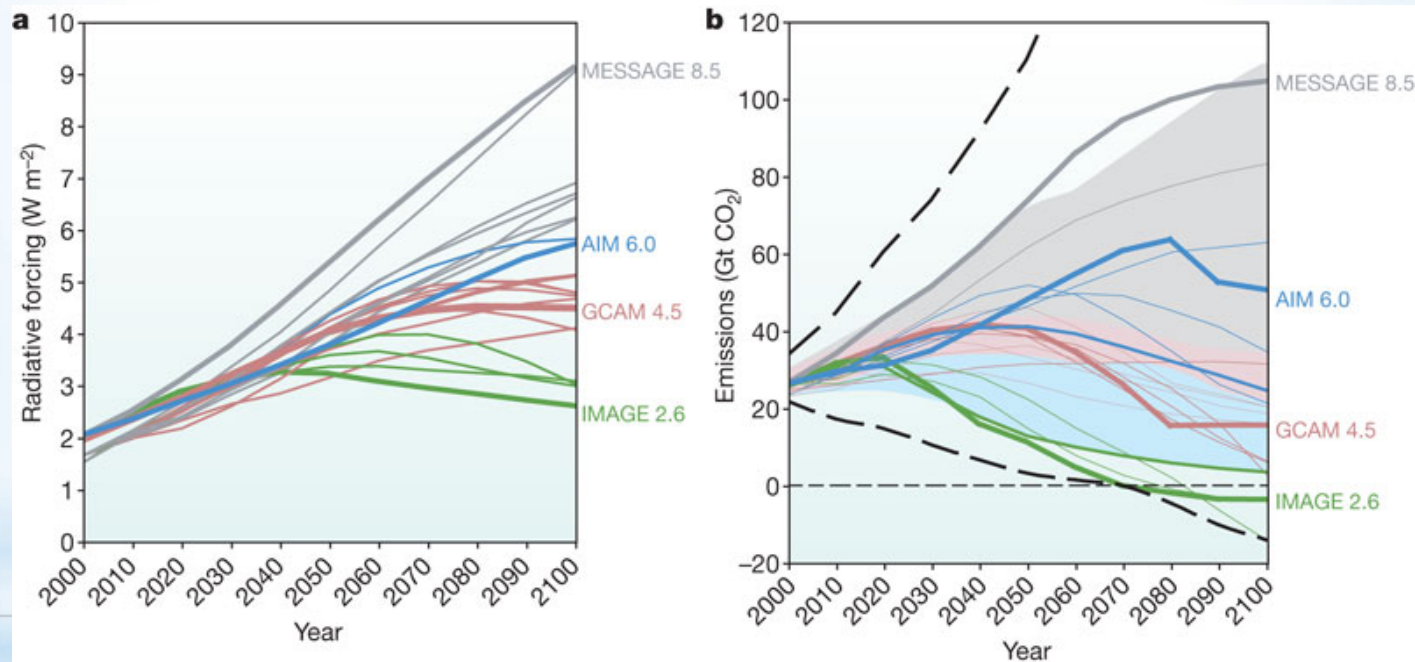 a
Radiative forcing (W m⁻²)
10
9
8
7
6
5
4
3
2
1
0
2000
2010
2020
2030
2040
2050
2060
2070
2080
2090
2100
Year
MESSAGE 8.5
AIM 6.0
GCAM 4.5
IMAGE 2.6
b
Emissions (Gt CO₂)
120
100
80
60
40
20
0
–20
2000
2010
2020
2030
2040
2050
2060
2070
2080
2090
2100
Year
MESSAGE 8.5
AIM 6.0
GCAM 4.5
IMAGE 2.6